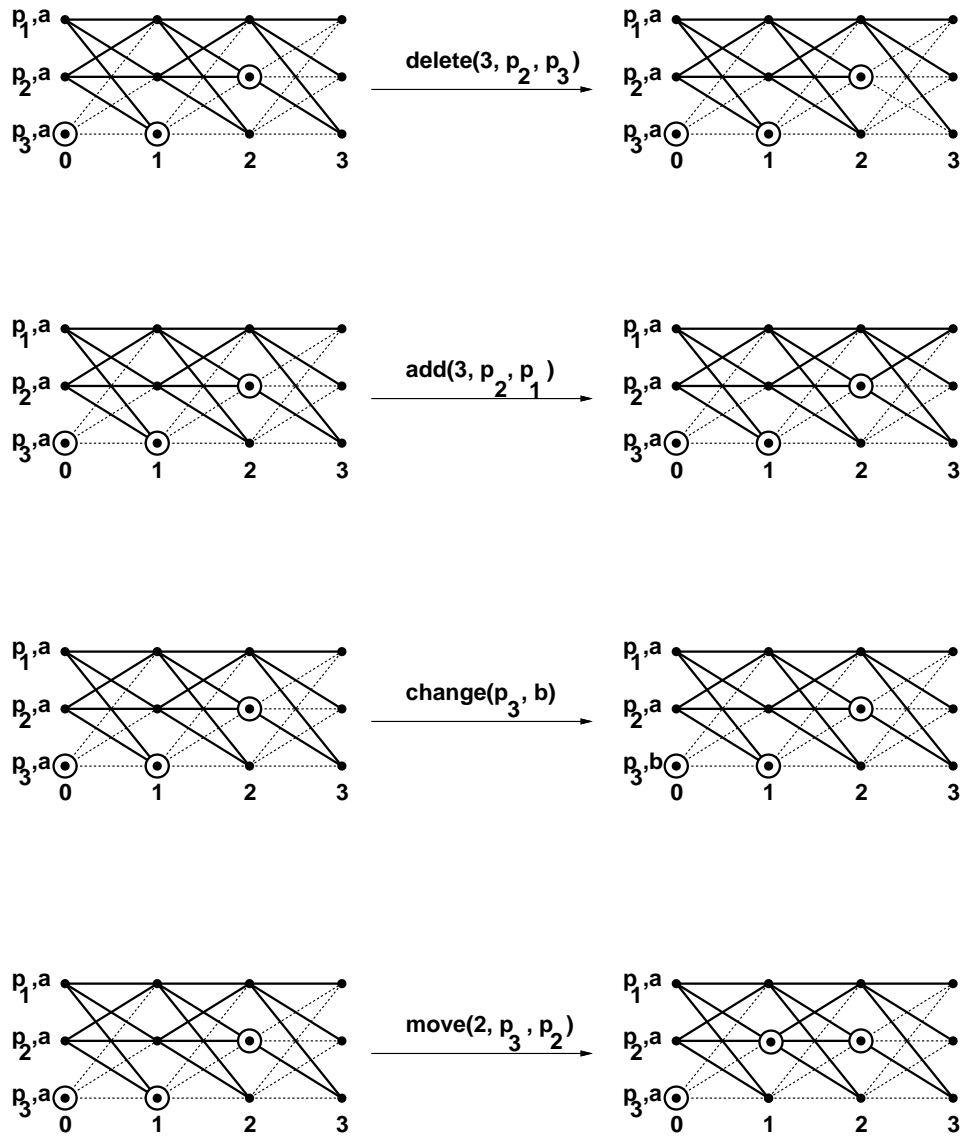 p1,a p1,a
delete(3, p2, p3)
p2,a p2,a
p3,a p3,a
0 1 2 3 0 1 2 3
p1,a p1,a
add(3, p2, p1)
p2,a p2,a
p3,a p3,a
0 1 2 3 0 1 2 3
p1,a p1,a
change(p3, b)
p2,a p2,a
p3,a p3,b
0 1 2 3 0 1 2 3
p1,a p1,a
move(2, p3, p2)
p2,a p2,a
p3,a p3,a
0 1 2 3 0 1 2 3